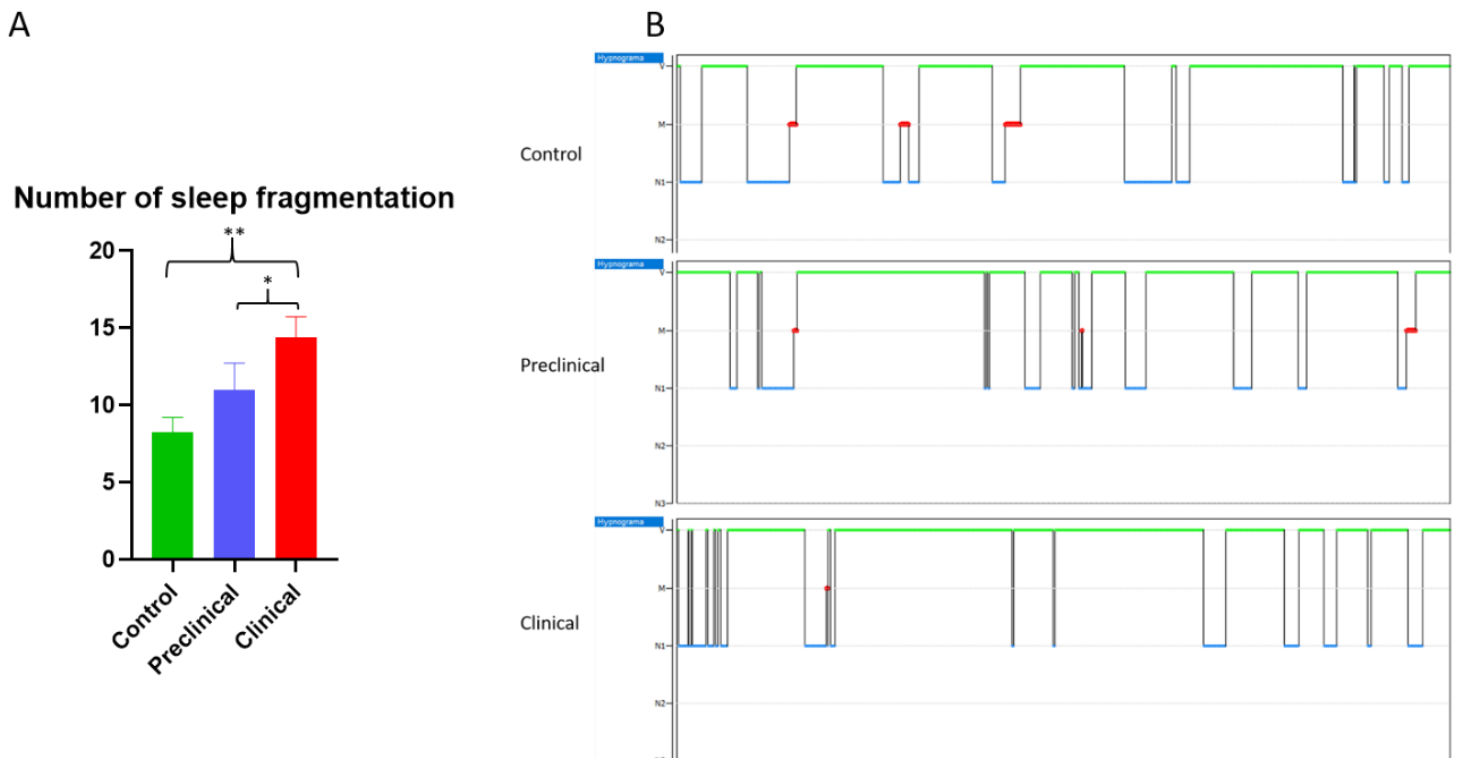 A
B
Number of sleep fragmentation
**
*
20
15
10
5
0
Control
Preclinical
Clinical
Hypnograma
V
M
N1
N2
Control
Hypnograma
V
M
N1
N2
N3
Preclinical
Hypnograma
V
M
N1
N2
Clinical